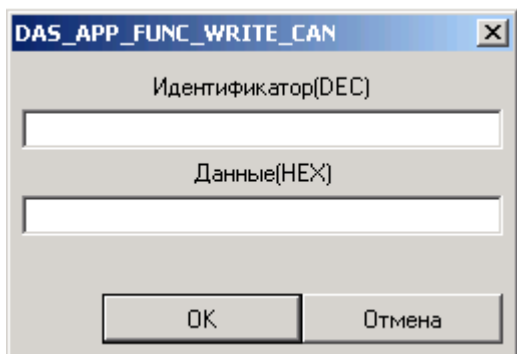 DAS_APP_FUNC_WRITE_CAN
Идентификатор(DEC)
Данные(HEX)
OK Отмена